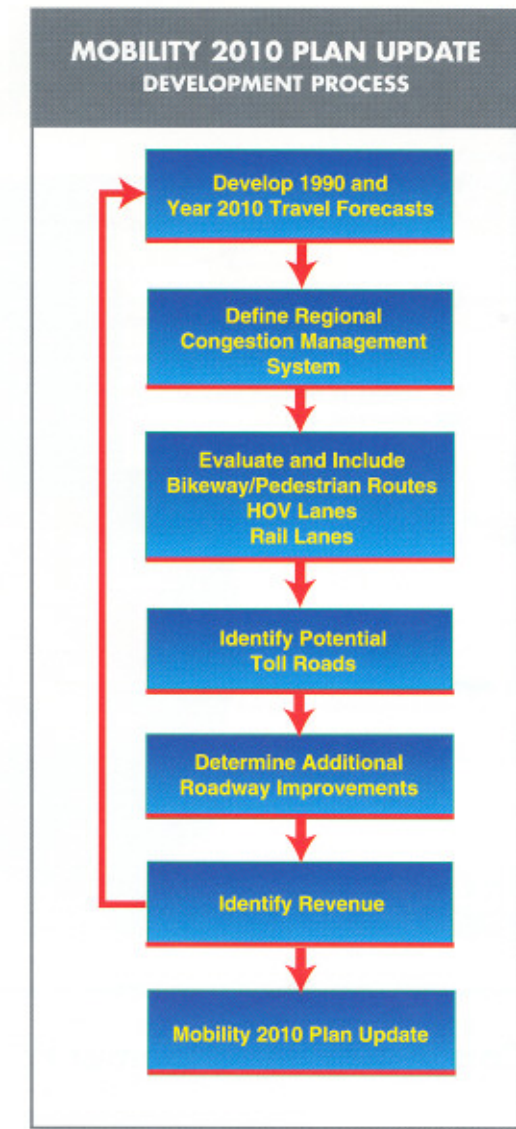 MOBILITY 2010 PLAN UPDATE
DEVELOPMENT PROCESS
Develop 1990 and
Year 2010 Travel Forecasts
Define Regional
Congestion Management
System
Evaluate and Include
Bikeway/Pedestrian Routes
HOV Lanes
Rail Lanes
Identify Potential
Toll Roads
Determine Additional
Roadway Improvements
Identify Revenue
Mobility 2010 Plan Update